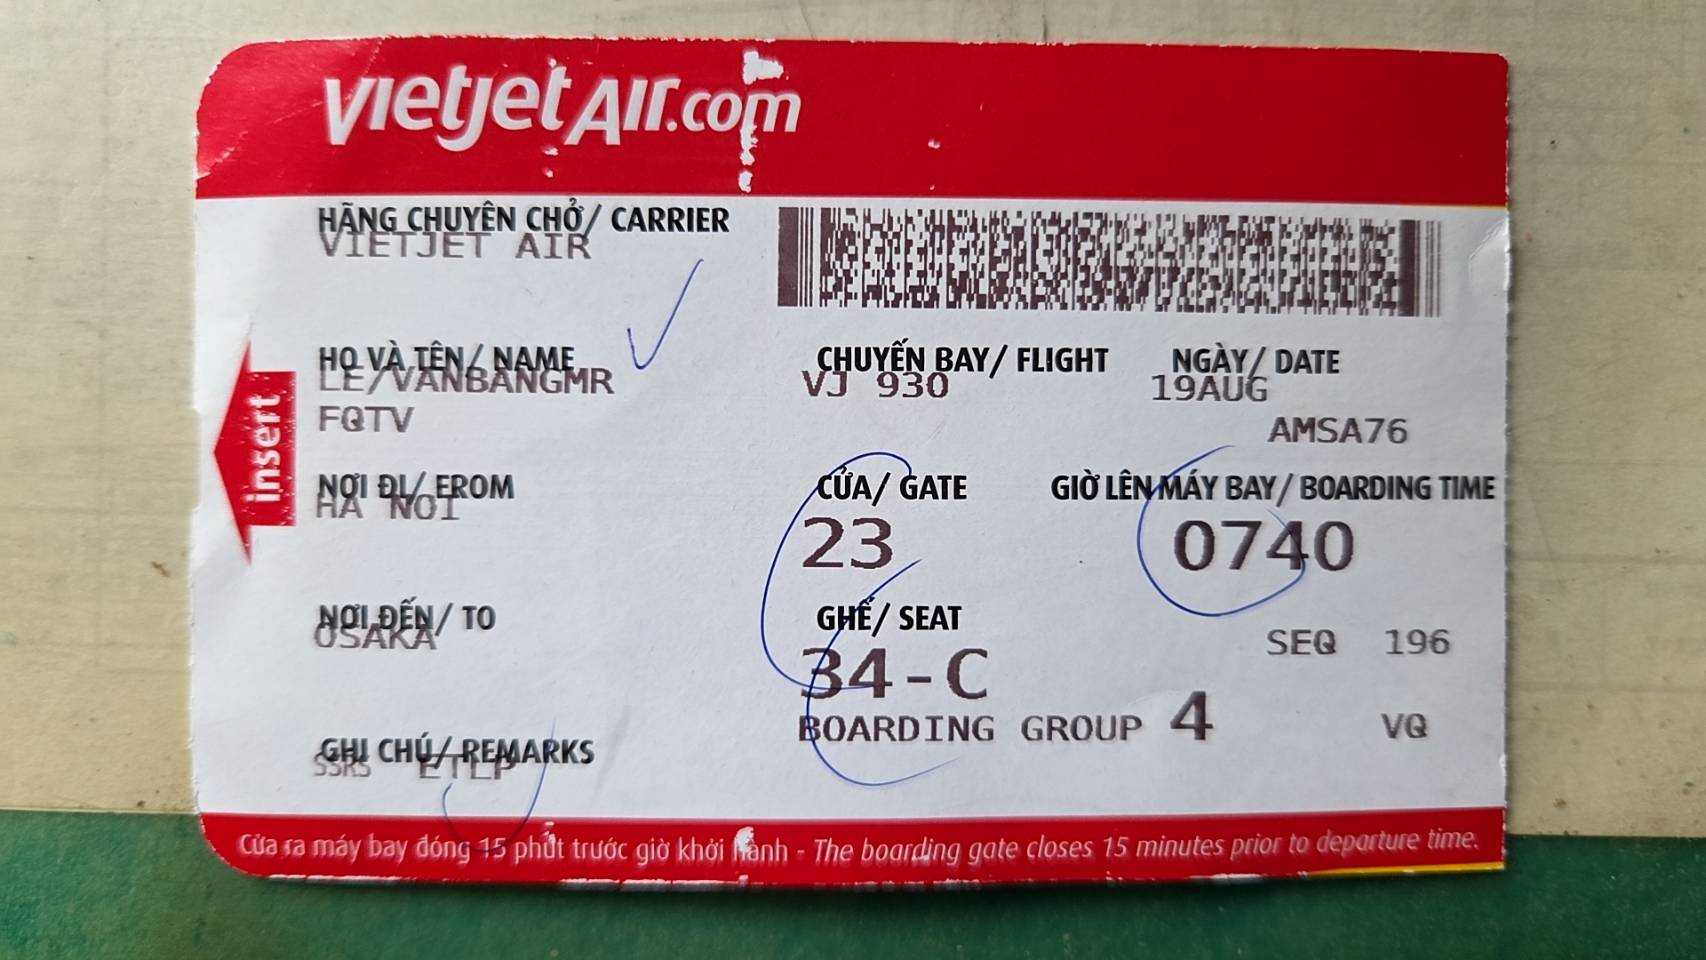 vietjetAir.com
HÃNG CHUYÊN CHỞ/ CARRIER
VIETJET AIR
HỌ VÀ TÊN/ NAME
LE/VANBANGMR
FQTV
CHUYẾN BAY/ FLIGHT
VJ 930
NGÀY/ DATE
19AUG
AMSA76
insert
NƠI ĐI/ FROM
HA NOI
CỬA/ GATE
23
GIỜ LÊN MÁY BAY/ BOARDING TIME
0740
NƠI ĐẾN/ TO
OSAKA
GHẾ/ SEAT
34-C
SEQ 196
BOARDING GROUP 4
VQ
GHI CHÚ/ REMARKS
SSRS ETLP
Cửa ra máy bay đóng 15 phút trước giờ khởi hành - The boarding gate closes 15 minutes prior to departure time.